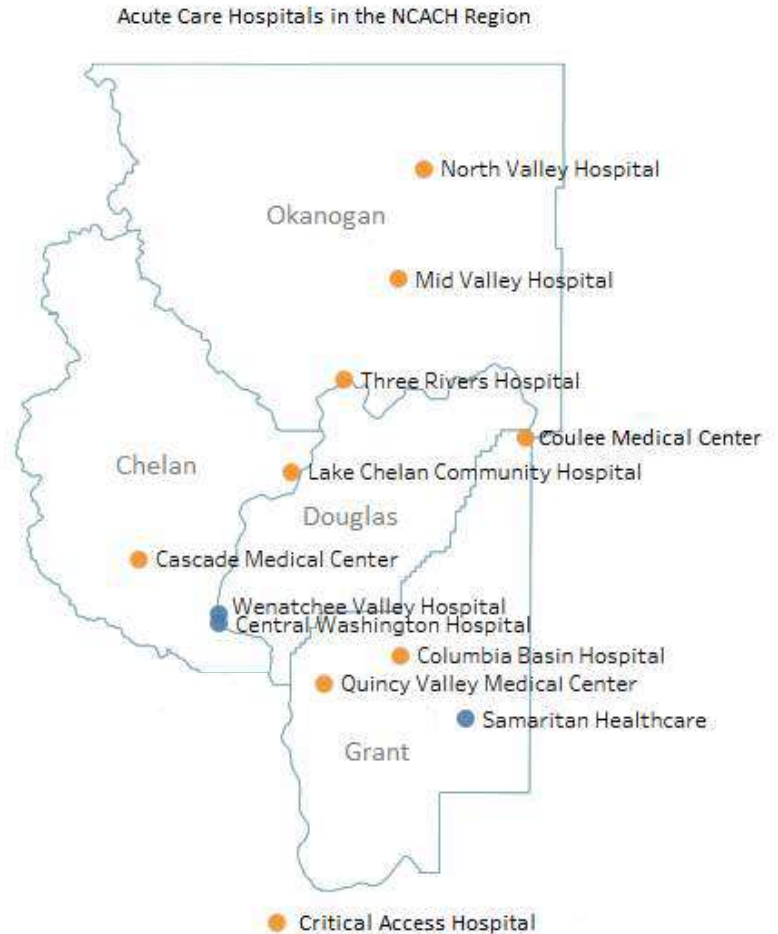 Acute Care Hospitals in the NCACH Region
North Valley Hospital
Okanogan
Mid Valley Hospital
Three Rivers Hospital
Coulee Medical Center
Chelan
Lake Chelan Community Hospital
Douglas
Cascade Medical Center
Wenatchee Valley Hospital
Central Washington Hospital
Columbia Basin Hospital
Quincy Valley Medical Center
Samaritan Healthcare
Grant
Critical Access Hospital